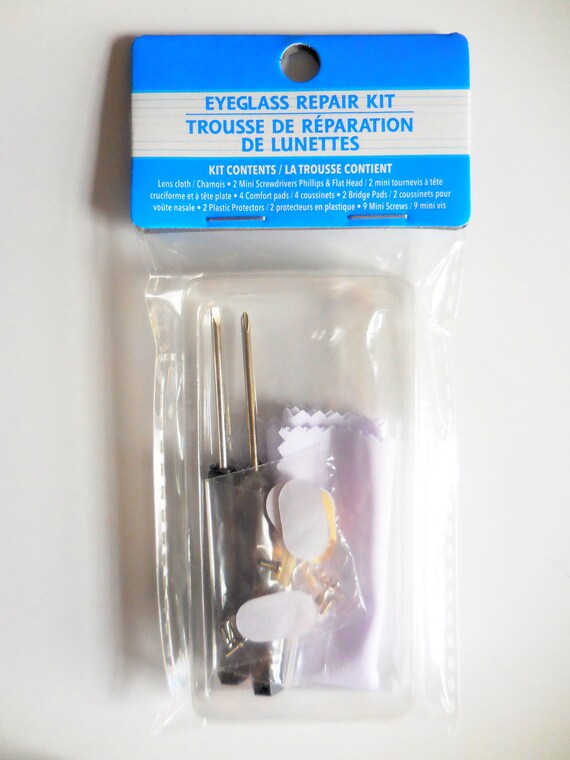 EYEGLASS REPAIR KIT
TROUSSE DE RÉPARATION
DE LUNETTES
KIT CONTENTS / LA TROUSSE CONTIENT
Lens cloth / Chamois • 2 Mini Screwdrivers Phillips & Flat Head / 2 mini tournevis à tête
cruciforme et à tête plate • 4 Comfort pads / 4 coussinets • 2 Bridge Pads / 2 coussinets pour
voûte nasale • 2 Plastic Protectors / 2 protecteurs en plastique • 9 Mini Screws / 9 mini vis